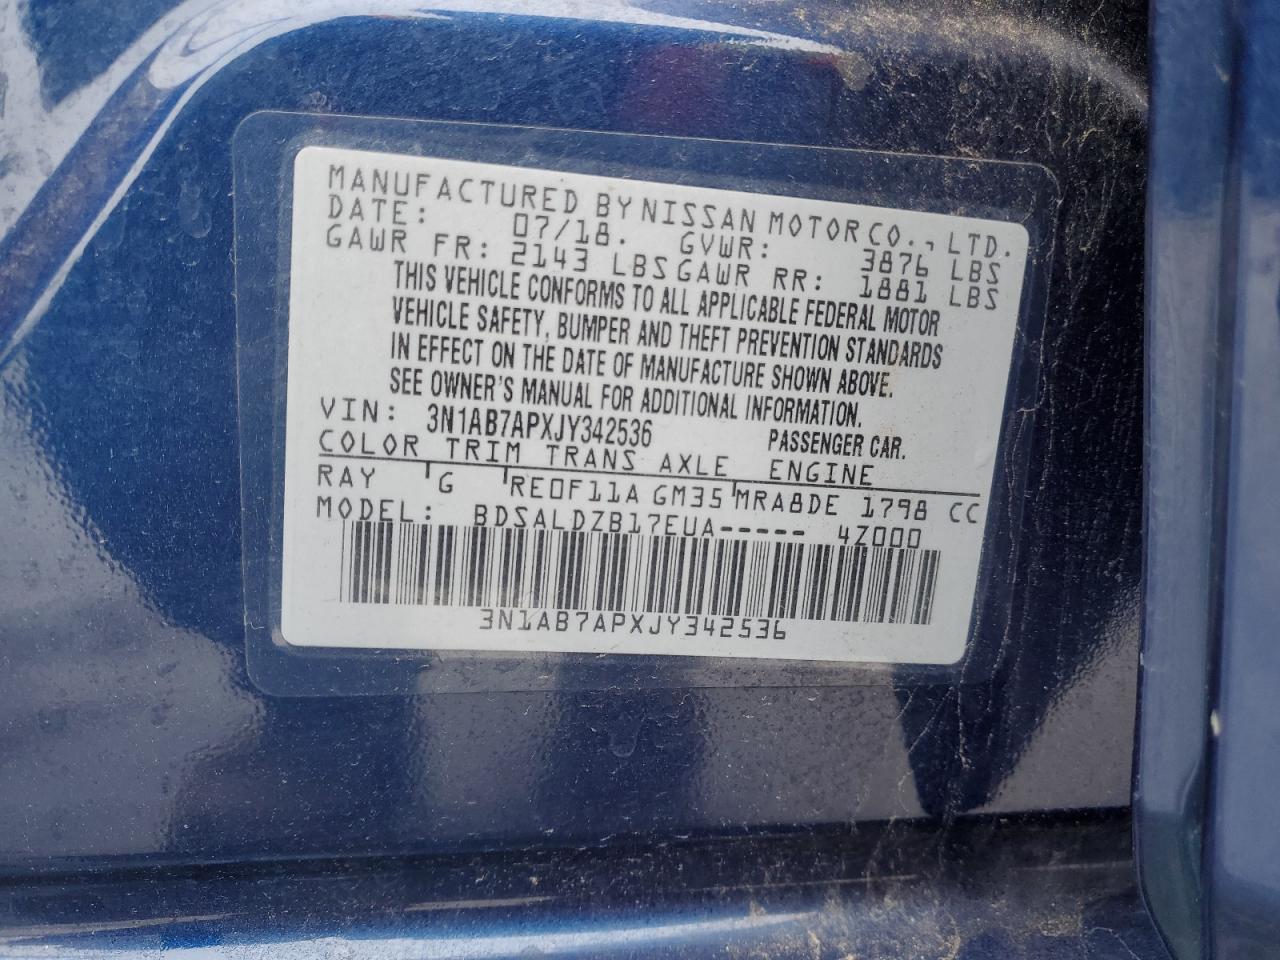 MANUFACTURED BY NISSAN MOTOR CO., LTD.
DATE: 07/18. GVWR: 3876 LBS
GAWR FR: 2143 LBS GAWR RR: 1881 LBS
THIS VEHICLE CONFORMS TO ALL APPLICABLE FEDERAL MOTOR
VEHICLE SAFETY, BUMPER AND THEFT PREVENTION STANDARDS
IN EFFECT ON THE DATE OF MANUFACTURE SHOWN ABOVE.
SEE OWNER'S MANUAL FOR ADDITIONAL INFORMATION.
VIN: 3N1AB7APXJY342536 PASSENGER CAR.
COLOR TRIM TRANS AXLE ENGINE
RAY G RE0F11A GM35 MRA8DE 1798 CC
MODEL: BDSALDZB17EUA----- 4Z000
3N1AB7APXJY342536